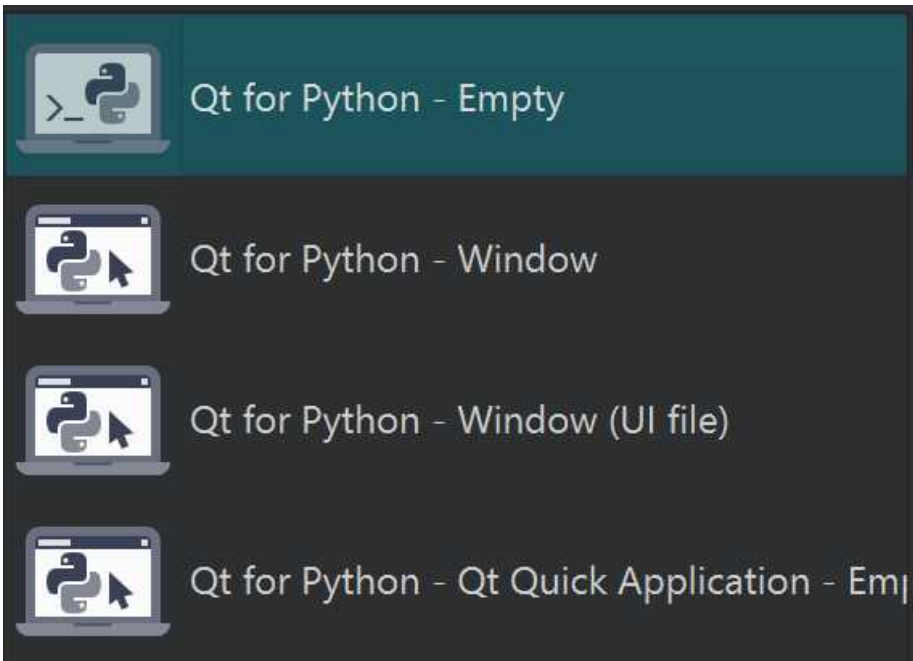 Qt for Python - Empty
Qt for Python - Window
Qt for Python - Window (UI file)
Qt for Python - Qt Quick Application -